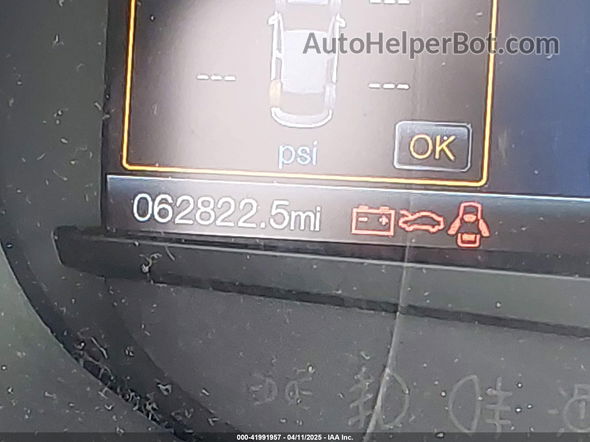 ---
AutoHelperBot.com
--- ---
psi
OK
062822.5mi
000-41991957 - 04/11/2025 - IAA Inc.